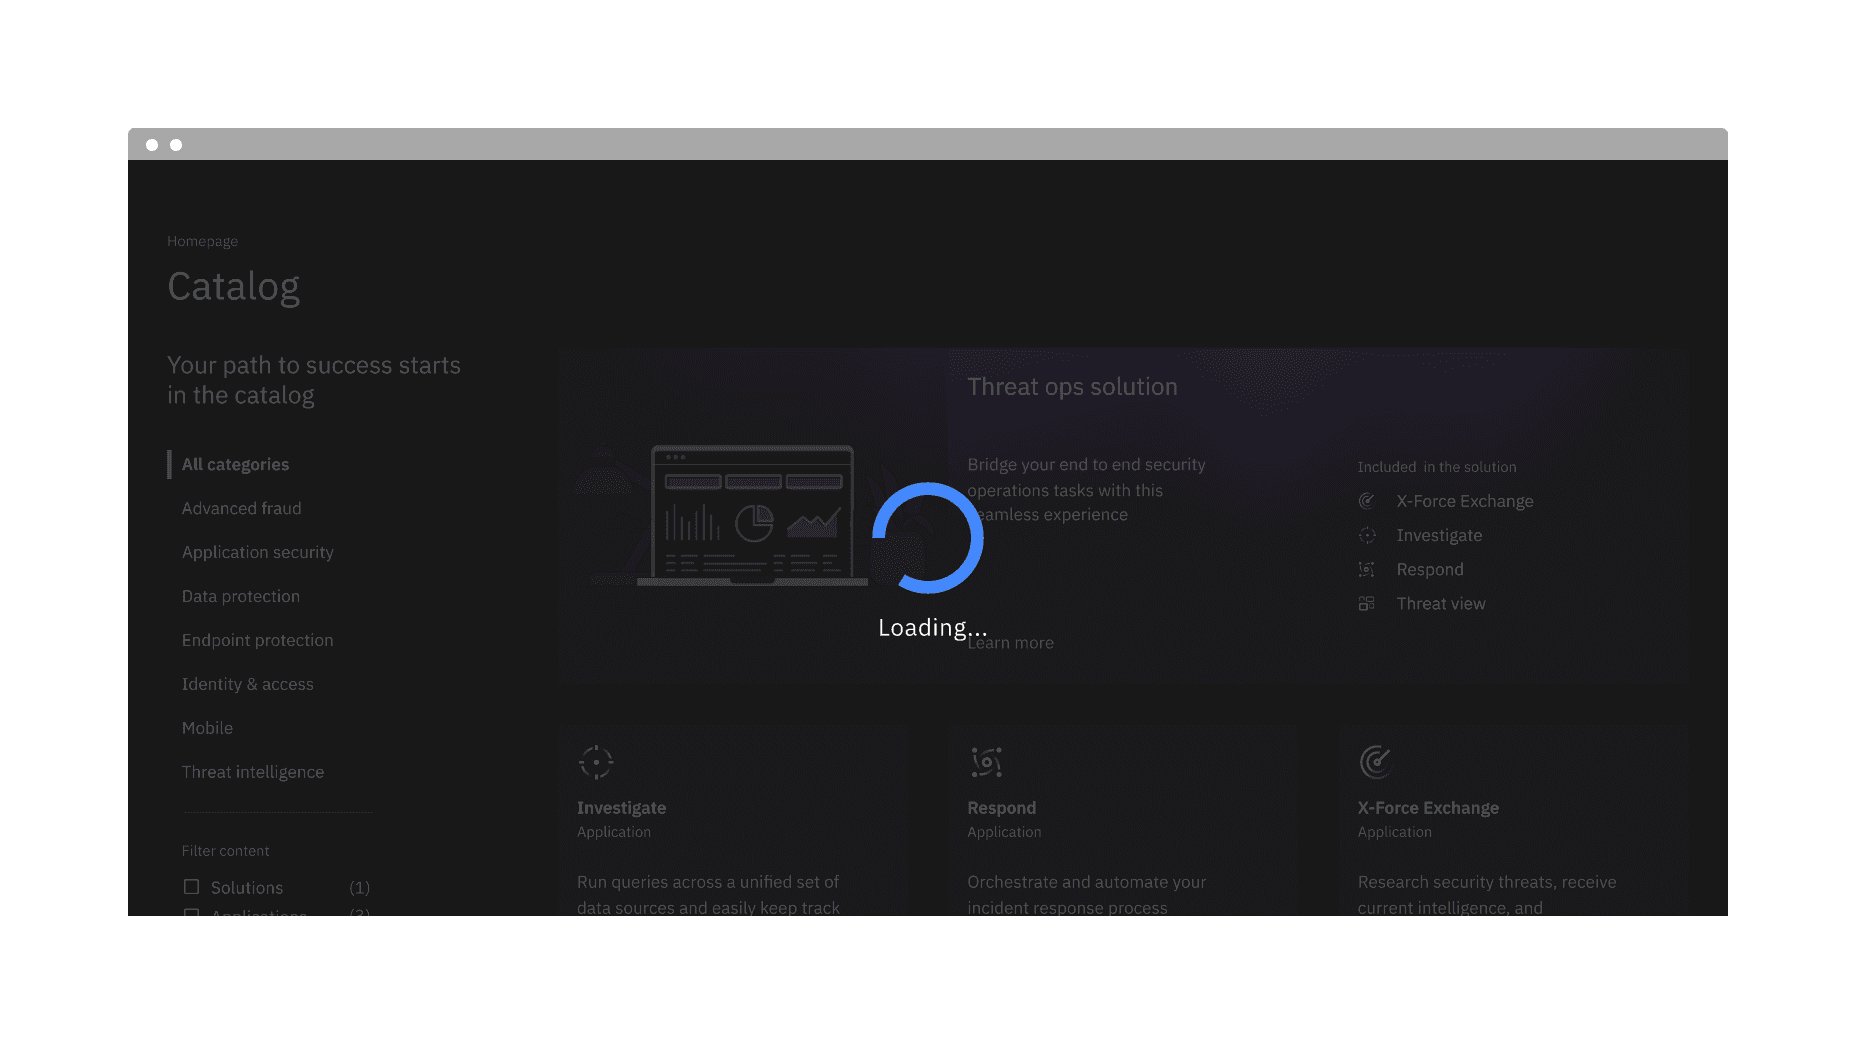 Homepage
Catalog
Your path to success starts
in the catalog
All categories
Advanced fraud
Application security
Data protection
Endpoint protection
Identity & access
Mobile
Threat intelligence
Filter content
Solutions (1)
Applications (3)
Threat ops solution
Bridge your end to end security
operations tasks with this
seamless experience
Learn more
Included in the solution
X-Force Exchange
Investigate
Respond
Threat view
Loading...
Investigate
Application
Run queries across a unified set of
data sources and easily keep track
Respond
Application
Orchestrate and automate your
incident response process
X-Force Exchange
Application
Research security threats, receive
current intelligence, and